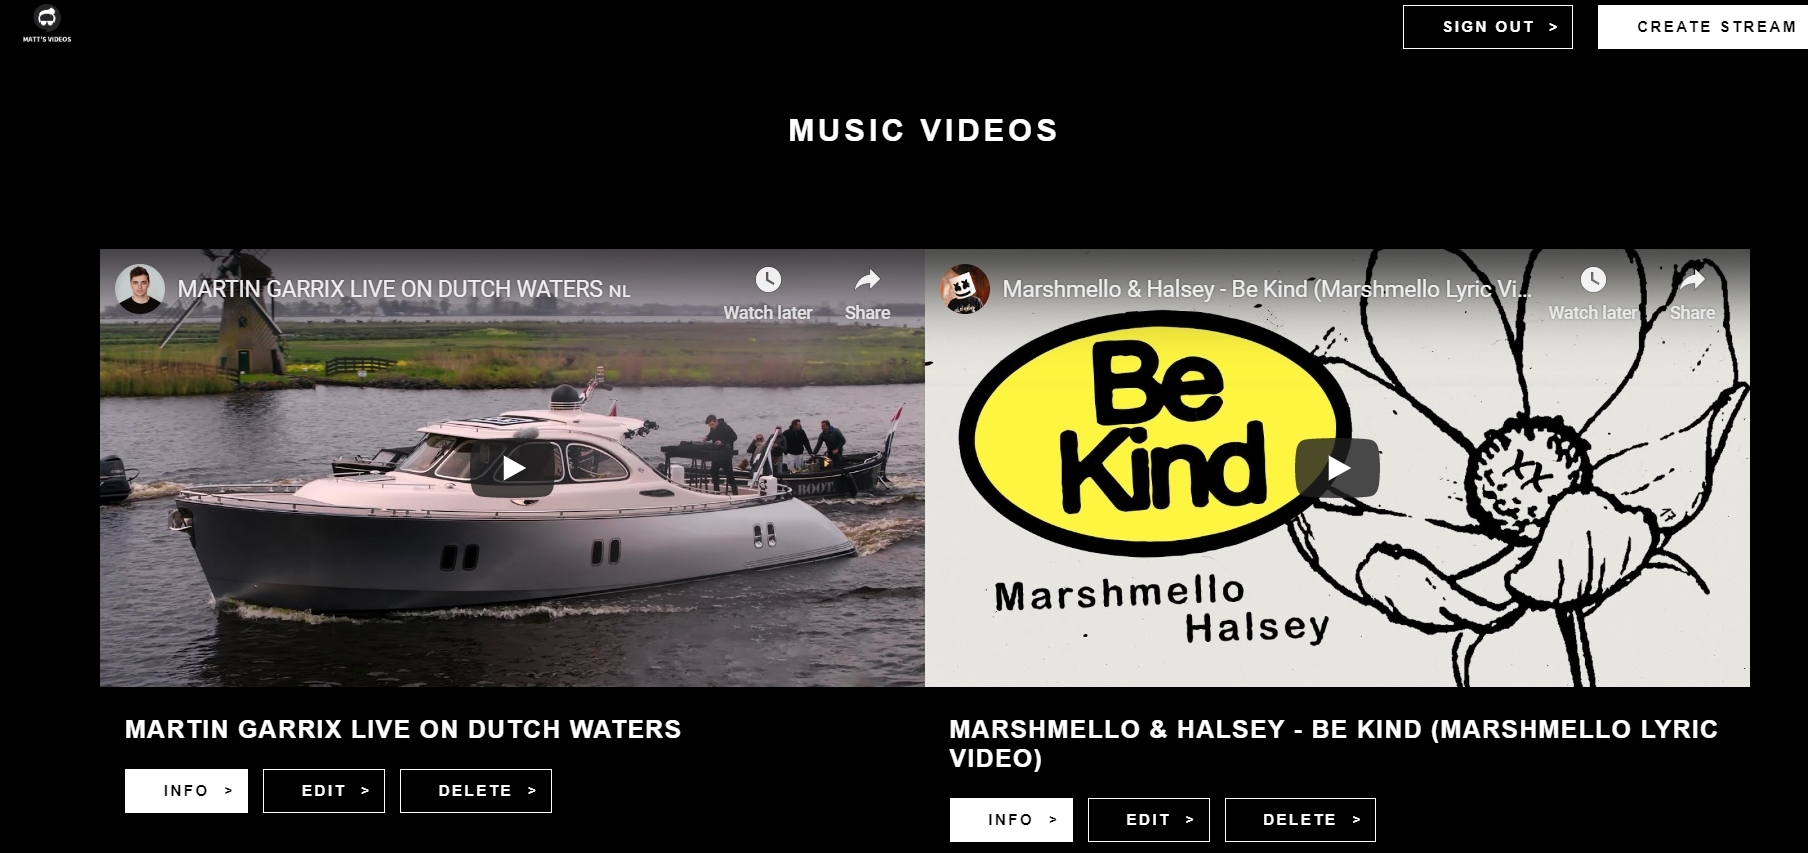 MATT'S VIDEOS
SIGN OUT >
CREATE STREAM
MUSIC VIDEOS
MARTIN GARRIX LIVE ON DUTCH WATERS NL
Watch later
Share
BOOT
MARTIN GARRIX LIVE ON DUTCH WATERS
INFO >
EDIT >
DELETE >
Marshmello & Halsey - Be Kind (Marshmello Lyric Vi...
Watch later
Share
Be
Kind
Marshmello
Halsey
MARSHMELLO & HALSEY - BE KIND (MARSHMELLO LYRIC
VIDEO)
INFO >
EDIT >
DELETE >